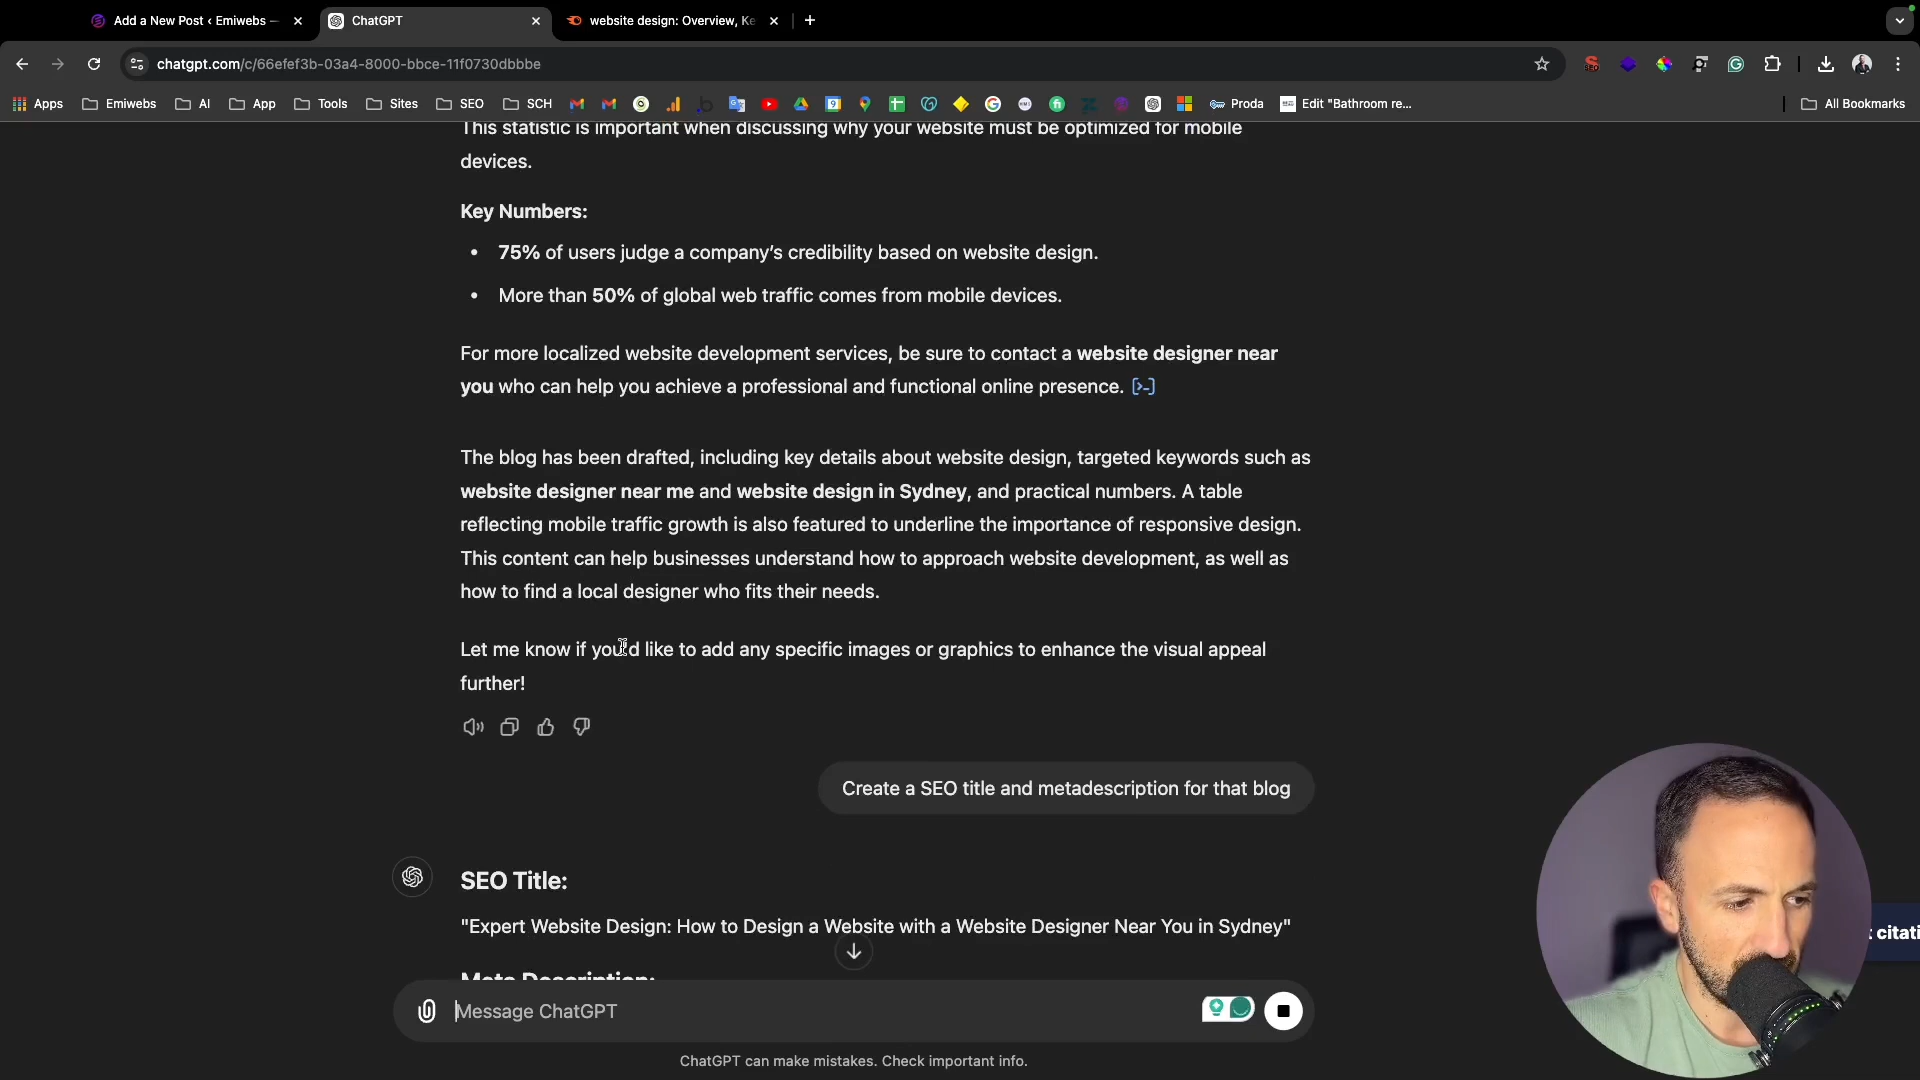 Add a New Post ‹ Emiwebs —
ChatGPT
website design: Overview, Ke
chatgpt.com/c/66efef3b-03a4-8000-bbce-11f0730dbbbe
Apps
Emiwebs
AI
App
Tools
Sites
SEO
SCH
Proda
Edit "Bathroom re...
All Bookmarks
This statistic is important when discussing why your website must be optimized for mobile
devices.
Key Numbers:
• 75% of users judge a company’s credibility based on website design.
• More than 50% of global web traffic comes from mobile devices.
For more localized website development services, be sure to contact a website designer near
you who can help you achieve a professional and functional online presence. [>-]
The blog has been drafted, including key details about website design, targeted keywords such as
website designer near me and website design in Sydney, and practical numbers. A table
reflecting mobile traffic growth is also featured to underline the importance of responsive design.
This content can help businesses understand how to approach website development, as well as
how to find a local designer who fits their needs.
Let me know if you'd like to add any specific images or graphics to enhance the visual appeal
further!
Create a SEO title and metadescription for that blog
SEO Title:
"Expert Website Design: How to Design a Website with a Website Designer Near You in Sydney"
Meta Description:
Message ChatGPT
ChatGPT can make mistakes. Check important info.